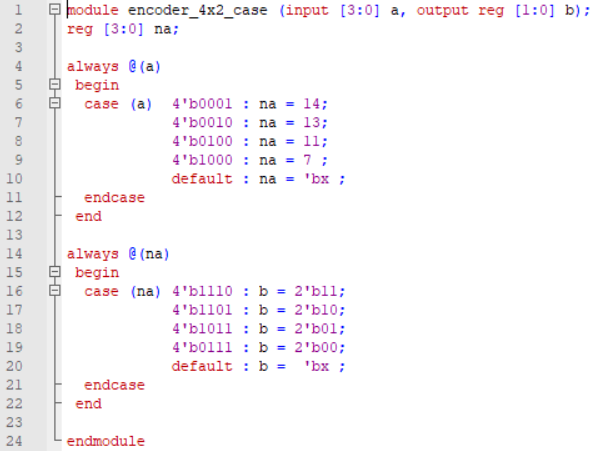 1 module encoder_4x2_case (input [3:0] a, output reg [1:0] b);
2 reg [3:0] na;
3
4 always @(a)
5 begin
6 case (a) 4'b0001 : na = 14;
7 4'b0010 : na = 13;
8 4'b0100 : na = 11;
9 4'b1000 : na = 7 ;
10 default : na = 'bx ;
11 endcase
12 end
13
14 always @(na)
15 begin
16 case (na) 4'b1110 : b = 2'b11;
17 4'b1101 : b = 2'b10;
18 4'b1011 : b = 2'b01;
19 4'b0111 : b = 2'b00;
20 default : b = 'bx ;
21 endcase
22 end
23
24 endmodule